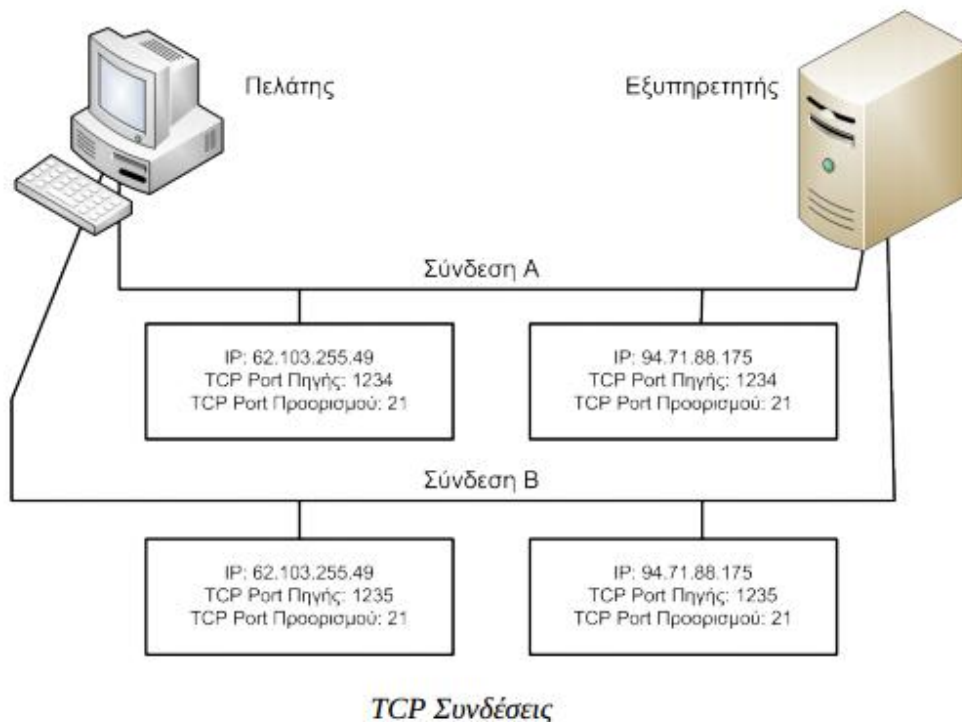 Πελάτης
Εξυπηρετητής
Σύνδεση Α
IP: 62.103.255.49
TCP Port Πηγής: 1234
TCP Port Προορισμού: 21
IP: 94.71.88.175
TCP Port Πηγής: 1234
TCP Port Προορισμού: 21
Σύνδεση Β
IP: 62.103.255.49
TCP Port Πηγής: 1235
TCP Port Προορισμού: 21
IP: 94.71.88.175
TCP Port Πηγής: 1235
TCP Port Προορισμού: 21
TCP Συνδέσεις